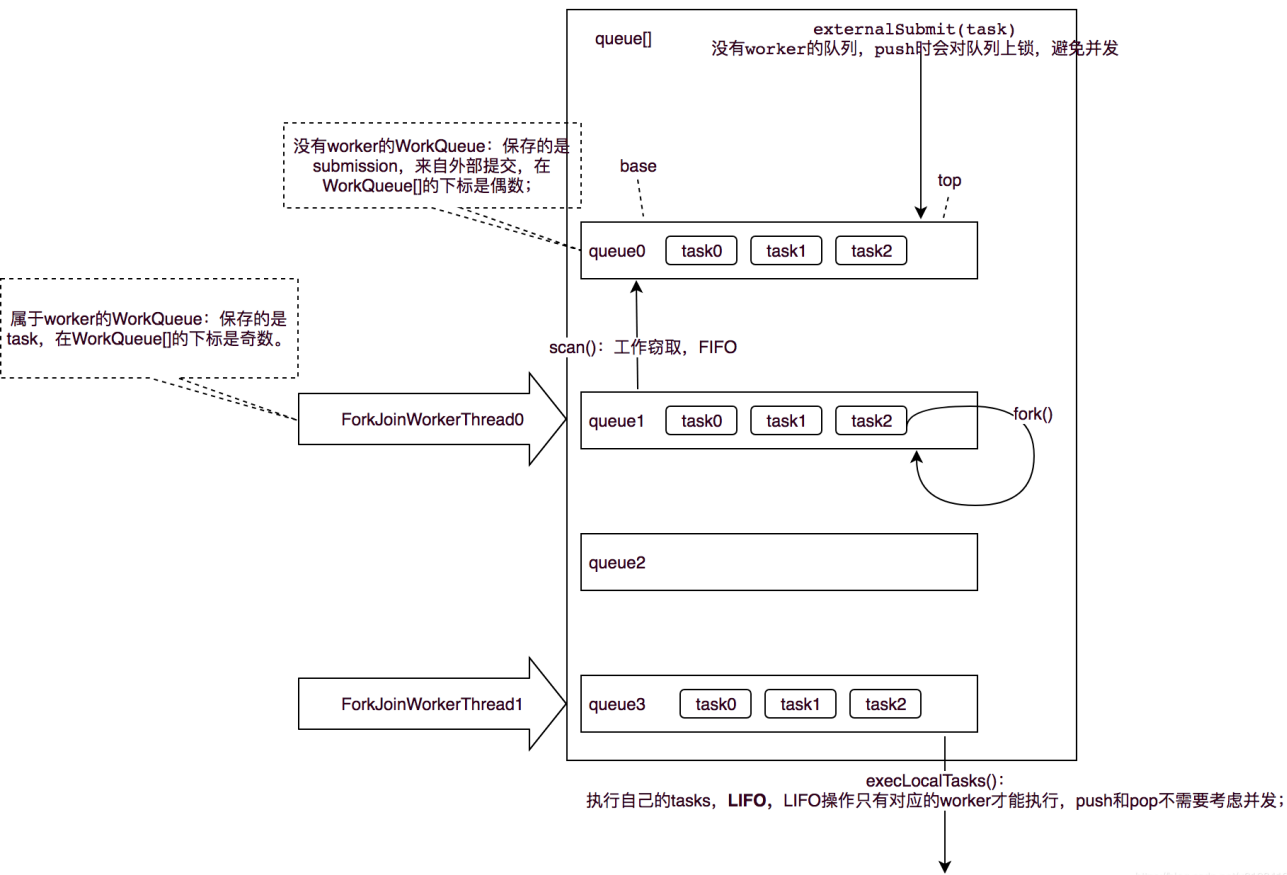 queue[]
externalSubmit(task)
没有worker的队列，push时会对队列上锁，避免并发
没有worker的WorkQueue：保存的是
submission，来自外部提交，在
WorkQueue[]的下标是偶数；
base
top
queue0 task0 task1 task2
属于worker的WorkQueue：保存的是
task，在WorkQueue[]的下标是奇数。
scan()：工作窃取，FIFO
ForkJoinWorkerThread0
queue1 task0 task1 task2
fork()
queue2
ForkJoinWorkerThread1
queue3 task0 task1 task2
execLocalTasks()：
执行自己的tasks，LIFO，LIFO操作只有对应的worker才能执行，push和pop不需要考虑并发；